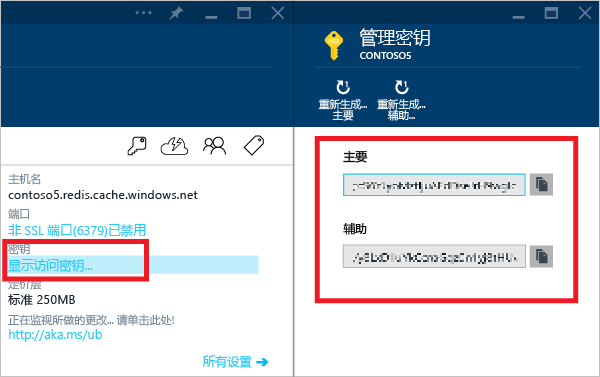 主机名
contoso5.redis.cache.windows.net
端口
非 SSL 端口(6379)已禁用
密钥
显示访问密钥...
定价层
标准 250MB
正在监视所做的更改... 请单击此处!
http://aka.ms/ub
所有设置
管理密钥
CONTOSO5
重新生成...
主要
重新生成...
辅助...
主要
辅助